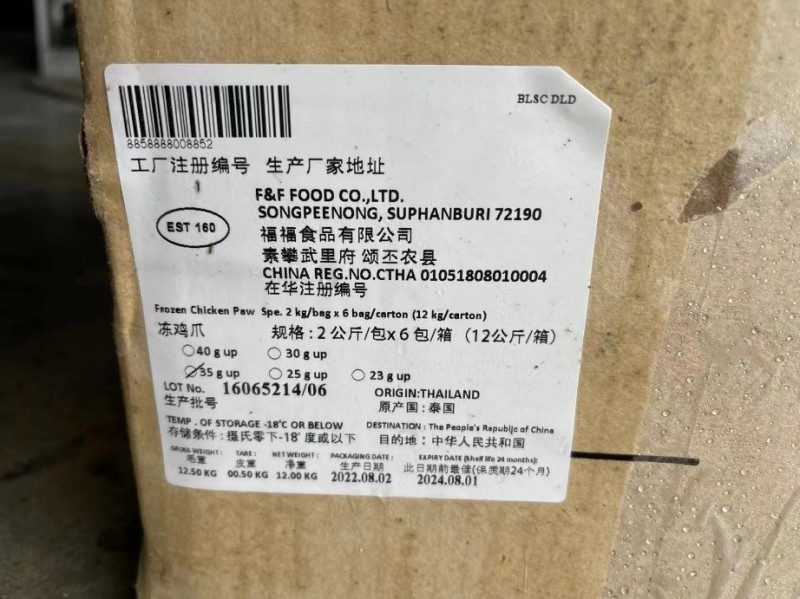 BLSC DLD
8858888008852
工厂注册编号 生产厂家地址
F&F FOOD CO.,LTD.
SONGPEENONG, SUPHANBURI 72190
EST 160
福福食品有限公司
素攀武里府 颂丕农县
CHINA REG.NO.CTHA 01051808010004
在华注册编号
Frozen Chicken Paw Spe. 2 kg/bag x 6 bag/carton (12 kg/carton)
冻鸡爪 规格:2公斤/包x6包/箱 (12公斤/箱)
40 g up 30 g up
35 g up 25 g up 23 g up
LOT No. 16065214/06 ORIGIN:THAILAND
生产批号 原产国:泰国
TEMP. OF STORAGE -18°C OR BELOW DESTINATION : The People's Republic of China
存储条件:摄氏零下-18°度或以下 目的地:中华人民共和国
GROSS WEIGHT: TARE: NET WEIGHT: PACKAGING DATE: EXPIRY DATE (Shelf life 24 months):
毛重 皮重 净重 生产日期 此日期前最佳(保质期24个月)
12.50 KG 00.50 KG 12.00 KG 2022.08.02 2024.08.01